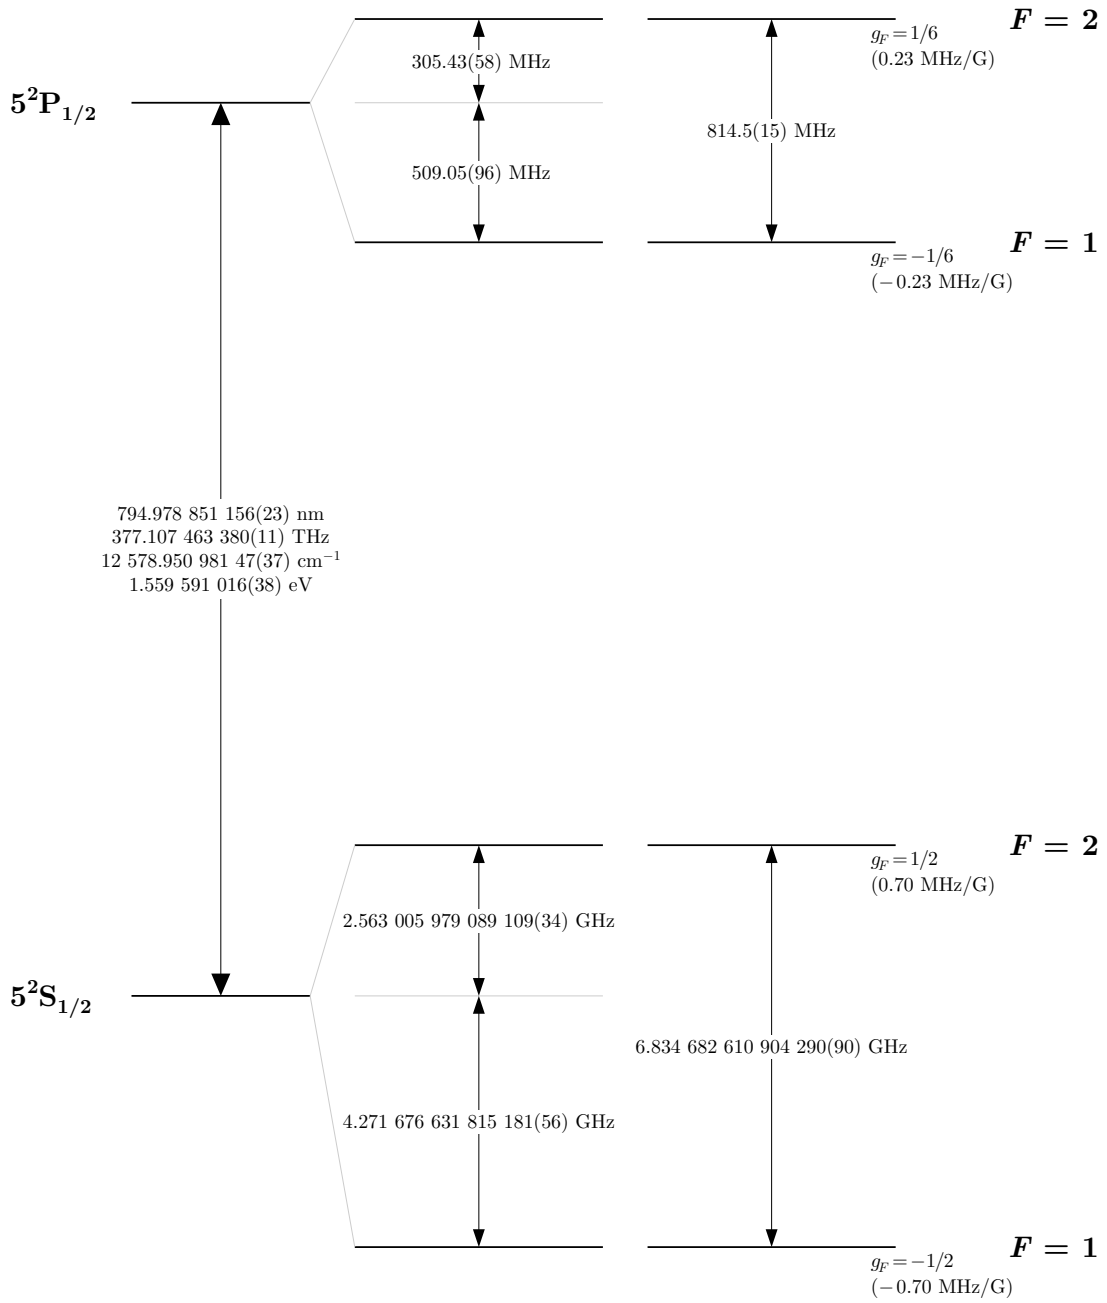 F = 2
g_F = 1/6
(0.23 MHz/G)
305.43(58) MHz
5²P₁/₂
814.5(15) MHz
509.05(96) MHz
F = 1
g_F = −1/6
(−0.23 MHz/G)
794.978 851 156(23) nm
377.107 463 380(11) THz
12 578.950 981 47(37) cm⁻¹
1.559 591 016(38) eV
F = 2
g_F = 1/2
(0.70 MHz/G)
2.563 005 979 089 109(34) GHz
5²S₁/₂
6.834 682 610 904 290(90) GHz
4.271 676 631 815 181(56) GHz
F = 1
g_F = −1/2
(−0.70 MHz/G)